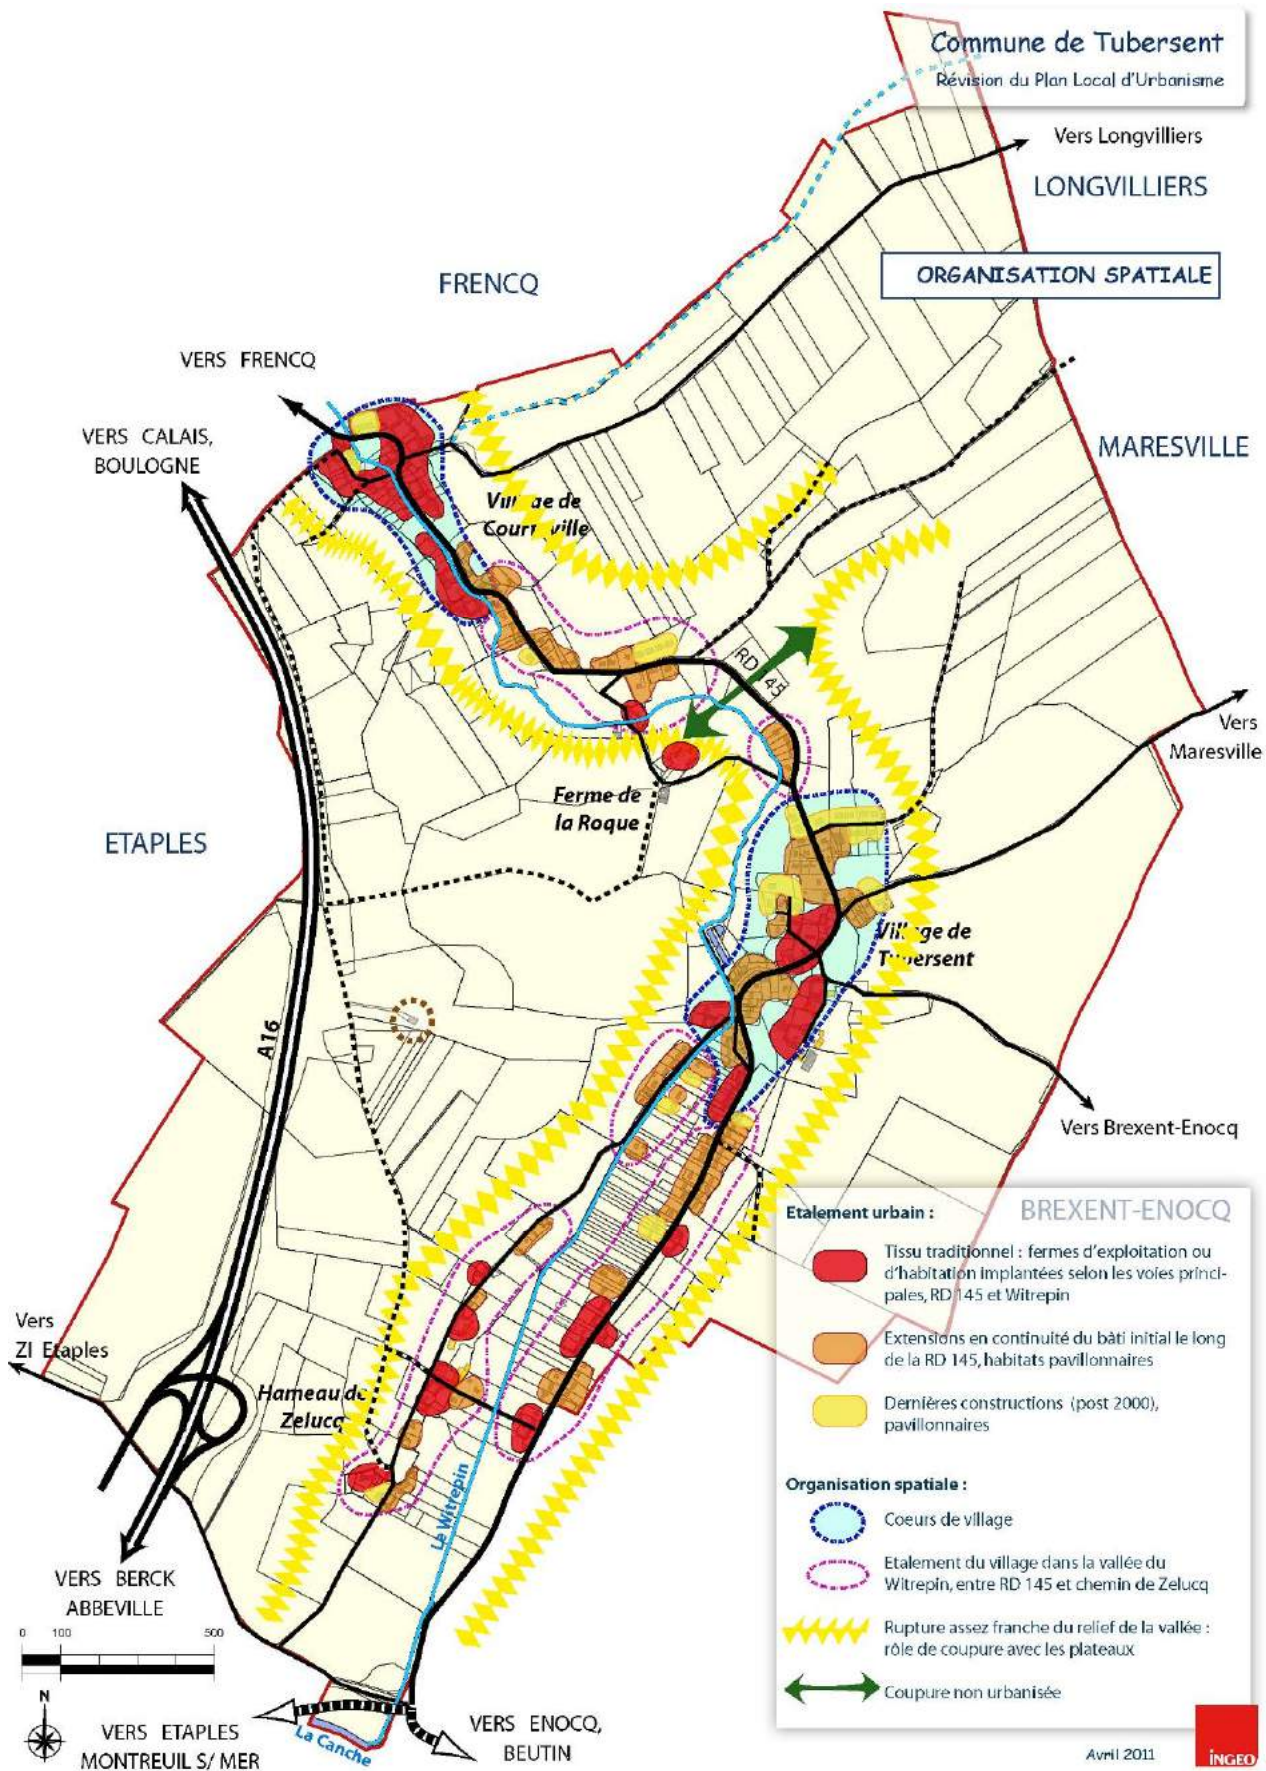 Commune de Tubersent
Révision du Plan Local d'Urbanisme
Vers Longvilliers
LONGVILLIERS
ORGANISATION SPATIALE
FRENCQ
VERS FRENCQ
VERS CALAIS,
BOULOGNE
MARESVILLE
de
RD 145
Vers
Maresville
Ferme de
la Roque
ETAPLES
Village de
Tubersent
A16
Vers Brexent-Enocq
Vers
ZI Etaples
Hameau de
Zelucq
Le Witrepin
VERS BERCK
ABBEVILLE
0 100 500
N
VERS ETAPLES
MONTREUIL S/ MER
La Canche
VERS ENOCQ,
BEUTIN
BREXENT-ENOCQ
Etalement urbain :
Tissu traditionnel : fermes d'exploitation ou
d'habitation implantées selon les voies princi-
pales, RD 145 et Witrepin
Extensions en continuité du bâti initial le long
de la RD 145, habitats pavillonnaires
Dernières constructions (post 2000),
pavillonnaires
Organisation spatiale :
Coeurs de village
Etalement du village dans la vallée du
Witrepin, entre RD 145 et chemin de Zelucq
Rupture assez franche du relief de la vallée :
rôle de coupure avec les plateaux
Coupure non urbanisée
Avril 2011
INGEO